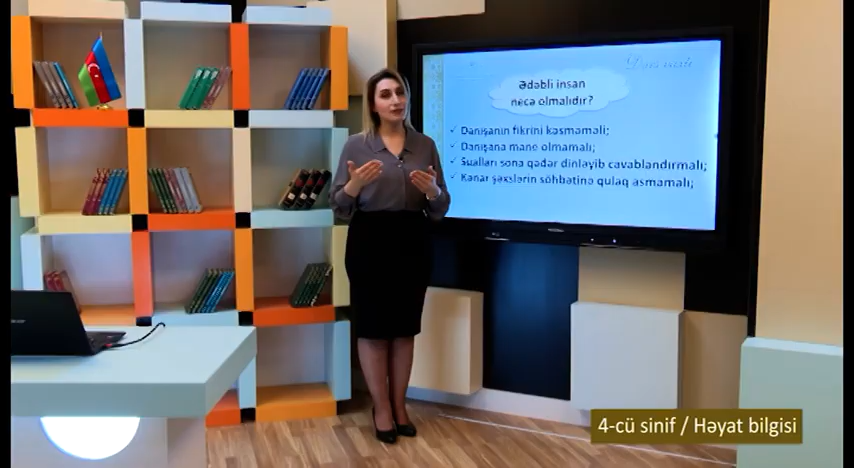 Ədəbli insan
necə olmalıdır?
✓ Danışanın fikrini kəsməməli;
✓ Danışana mane olmamalı;
✓ Sualları sona qədər dinləyib cavablandırmalı;
✓ Kənar şəxslərin söhbətinə qulaq asmamalı;
4-cü sinif / Həyat bilgisi